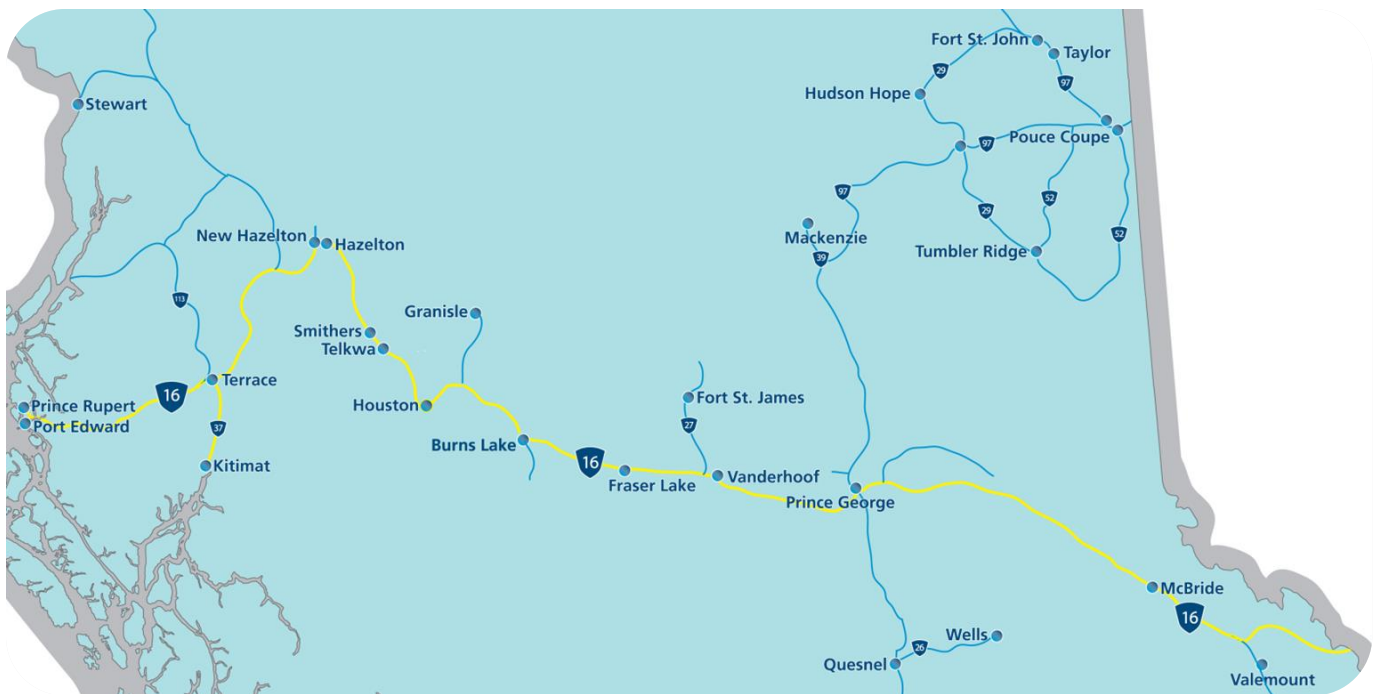 Fort St. John
Taylor
29
97
Hudson Hope
Stewart
Pouce Coupe
97
97
52
29
New Hazelton
Hazelton
Mackenzie
52
Tumbler Ridge
39
113
Granisle
Smithers
Telkwa
Terrace
16
Prince Rupert
Houston
Fort St. James
Port Edward
37
27
Burns Lake
Kitimat
16
Fraser Lake
Vanderhoof
Prince George
McBride
16
Wells
26
Quesnel
Valemount